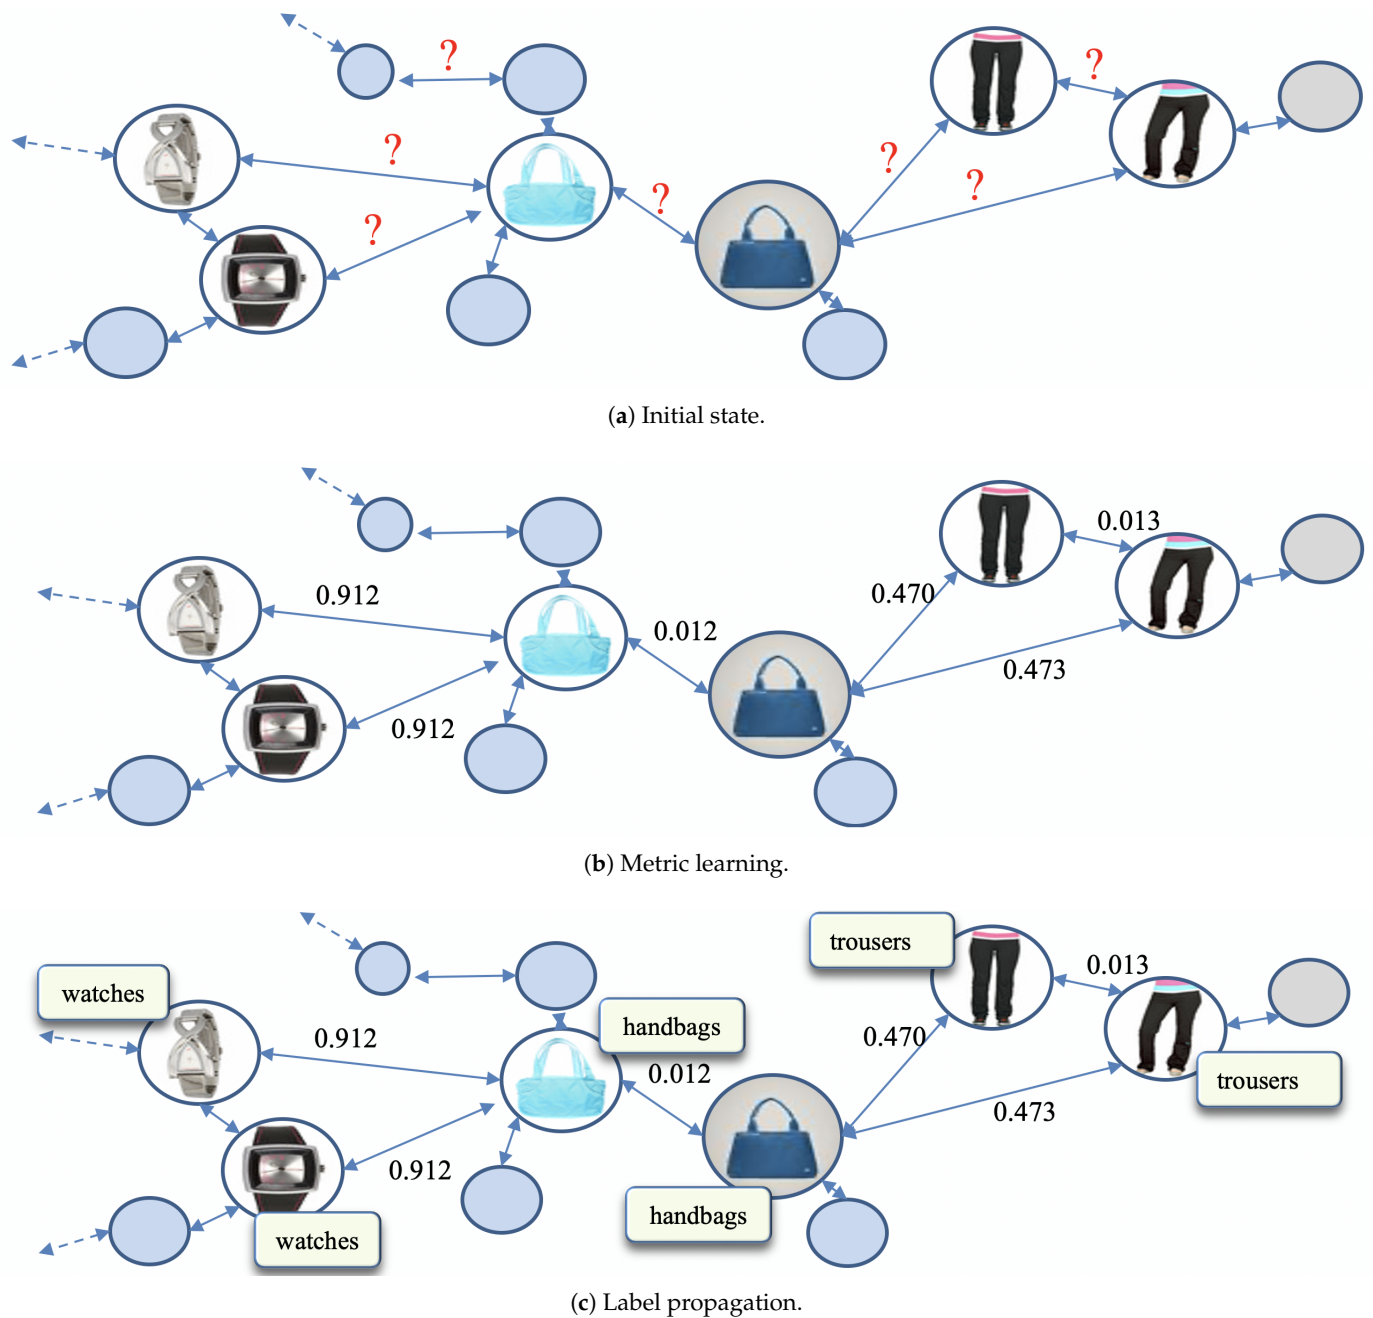 ?
?
?
?
?
?
?
(a) Initial state.
0.013
0.912
0.470
0.012
0.473
0.912
(b) Metric learning.
trousers
0.013
watches
handbags
0.912
0.470
0.012
trousers
0.473
0.912
handbags
watches
(c) Label propagation.